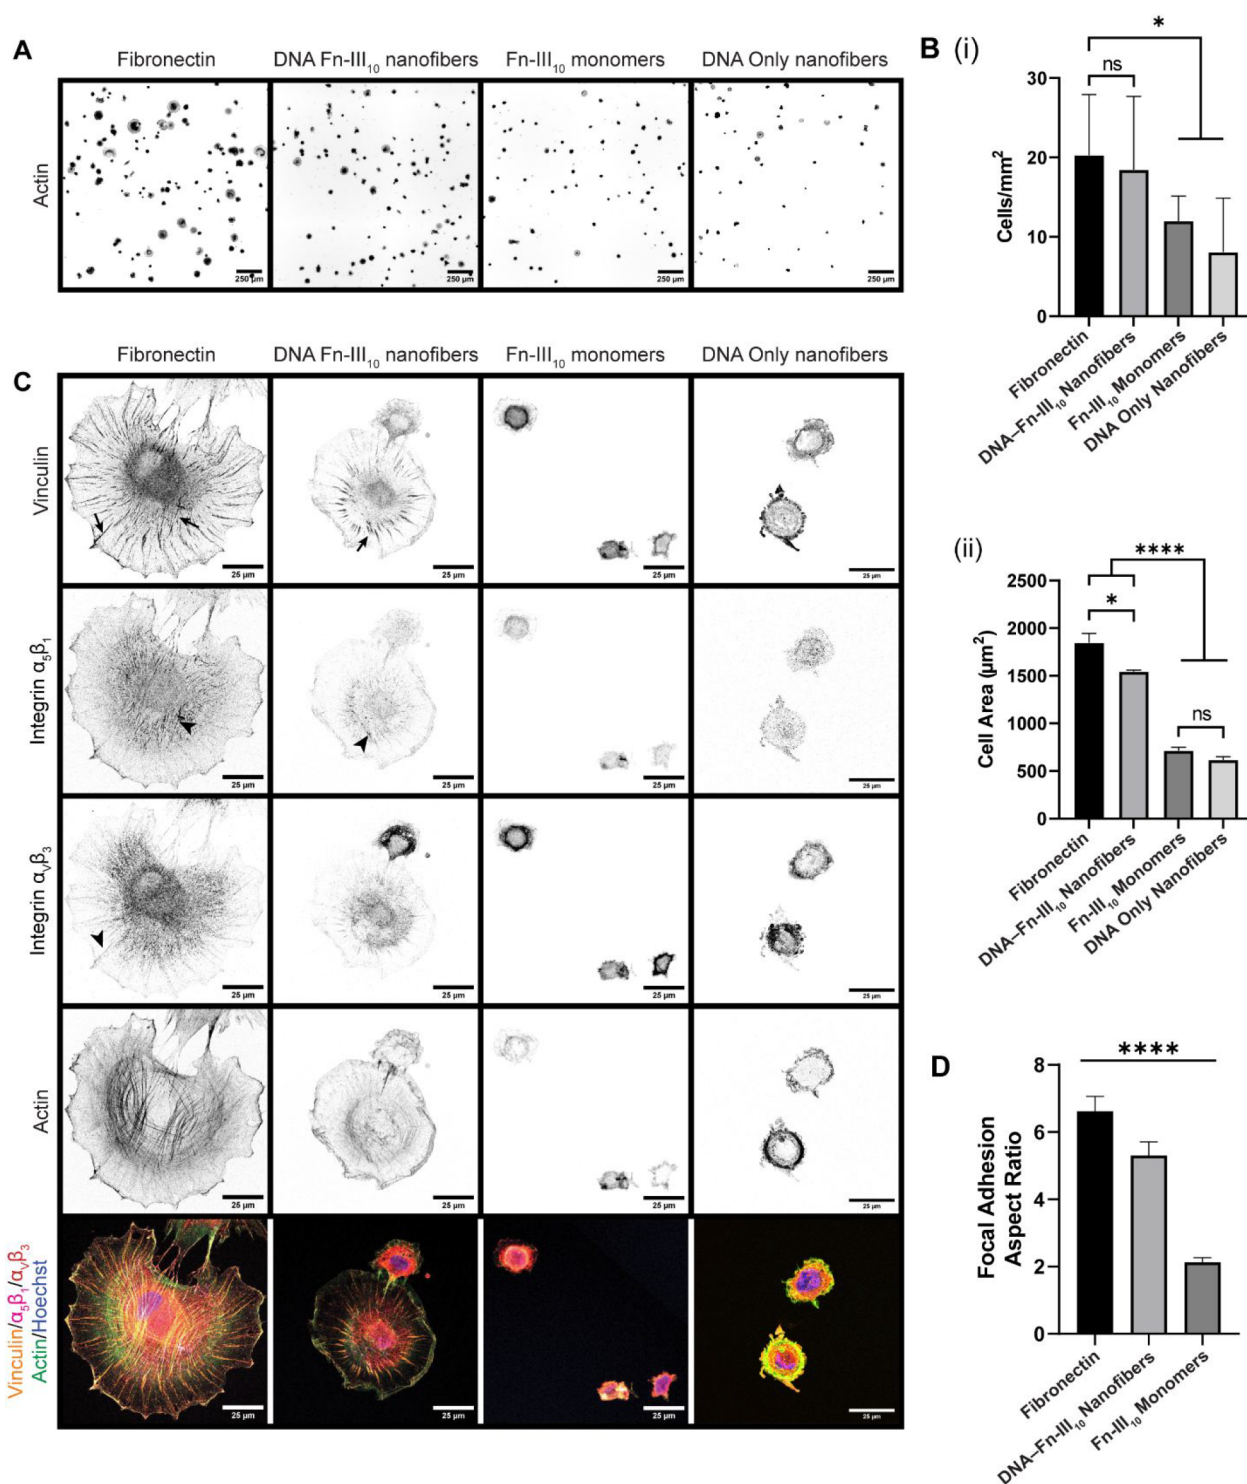 A
Fibronectin
DNA Fn-III₁₀ nanofibers
Fn-III₁₀ monomers
DNA Only nanofibers
Actin
250 µm
250 µm
250 µm
250 µm
B (i)
*
ns
Cells/mm²
30
20
10
0
Fibronectin
DNA–Fn-III₁₀ Nanofibers
Fn-III₁₀ Monomers
DNA Only Nanofibers
C
Fibronectin
DNA Fn-III₁₀ nanofibers
Fn-III₁₀ monomers
DNA Only nanofibers
Vinculin
25 µm
25 µm
25 µm
25 µm
Integrin α₅β₁
25 µm
25 µm
25 µm
25 µm
Integrin αᵥβ₃
25 µm
25 µm
25 µm
25 µm
Actin
25 µm
25 µm
25 µm
25 µm
Vinculin/α₅β₁/αᵥβ₃
Actin/Hoechst
25 µm
25 µm
25 µm
25 µm
(ii)
****
*
ns
Cell Area (µm²)
2500
2000
1500
1000
500
0
Fibronectin
DNA–Fn-III₁₀ Nanofibers
Fn-III₁₀ Monomers
DNA Only Nanofibers
D
****
Focal Adhesion
Aspect Ratio
8
6
4
2
0
Fibronectin
DNA–Fn-III₁₀ Nanofibers
Fn-III₁₀ Monomers